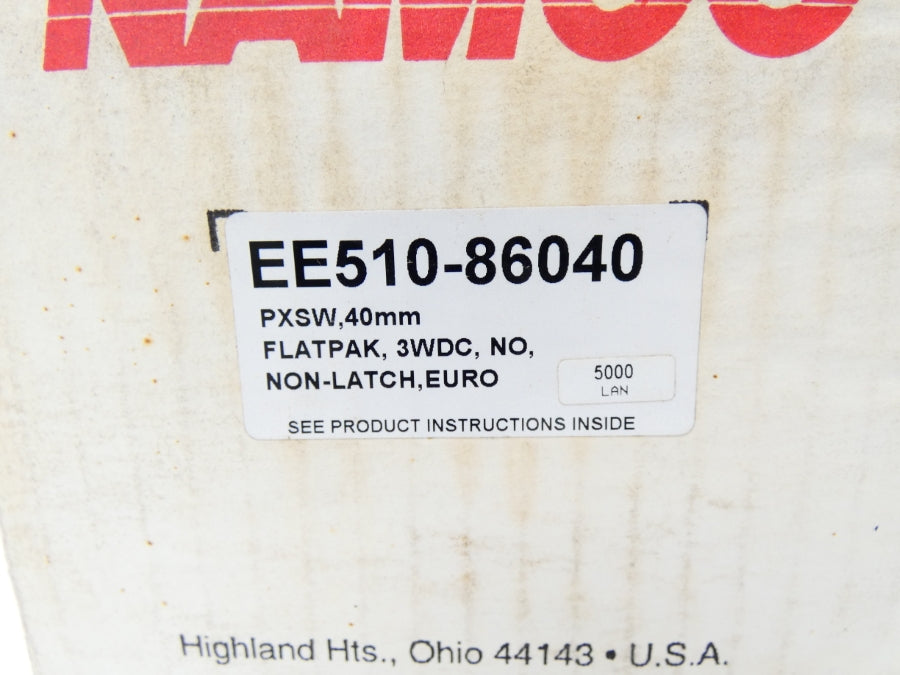 NAMCO
EE510-86040
PXSW,40mm
FLATPAK, 3WDC, NO,
NON-LATCH,EURO
5000
LAN
SEE PRODUCT INSTRUCTIONS INSIDE
Highland Hts., Ohio 44143 • U.S.A.